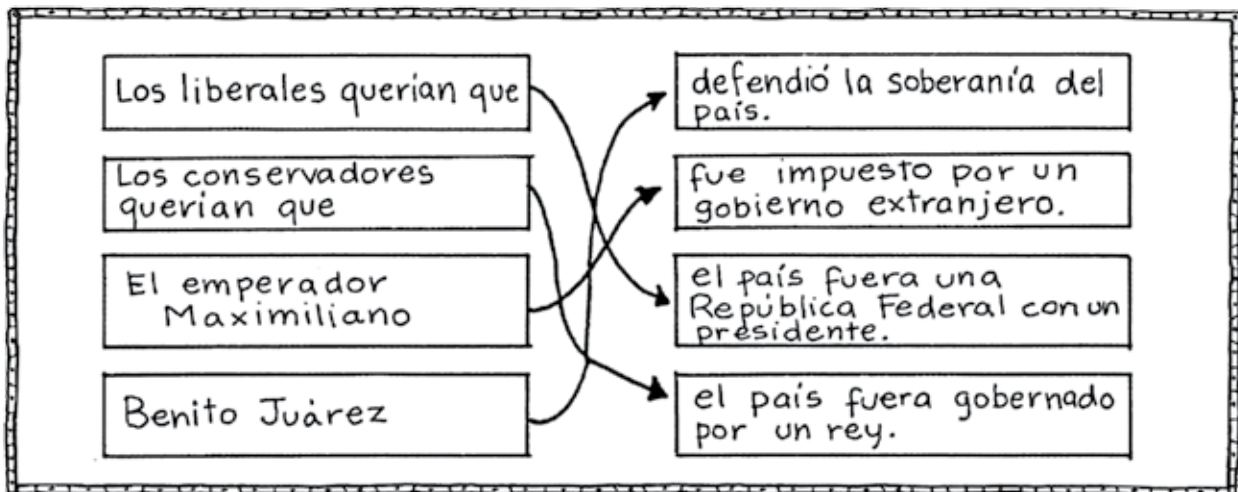 Los liberales querían que
Los conservadores
querían que
El emperador
Maximiliano
Benito Juárez
defendió la soberanía del
país.
fue impuesto por un
gobierno extranjero.
el país fuera una
República Federal con un
presidente.
el país fuera gobernado
por un rey.